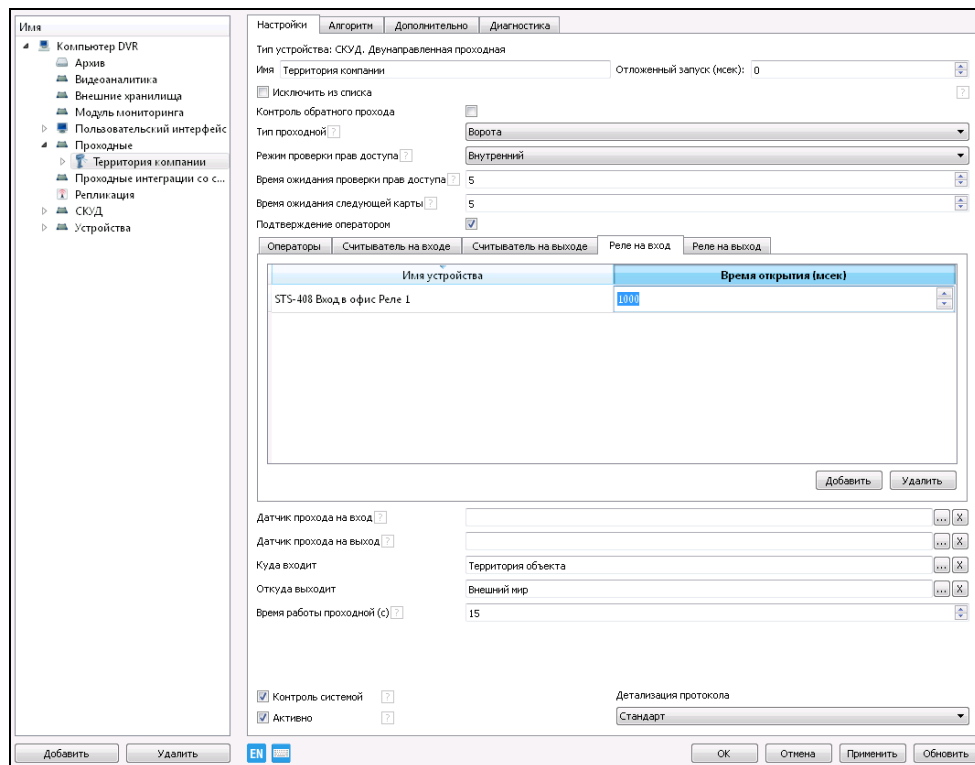 Имя
Компьютер DVR
Архив
Видеоаналитика
Внешние хранилища
Модуль мониторинга
Пользовательский интерфейс
Проходные
Территория компании
Проходные интеграции со с...
Репликация
СКУД
Устройства
Добавить Удалить
Настройки Алгоритм Дополнительно Диагностика
Тип устройства: СКУД. Двунаправленная проходная
Имя Территория компании Отложенный запуск (мсек): 0
Исключить из списка ?
Контроль обратного прохода
Тип проходной ? Ворота
Режим проверки прав доступа ? Внутренний
Время ожидания проверки прав доступа ? 5
Время ожидания следующей карты ? 5
Подтверждение оператором
Операторы Считыватель на входе Считыватель на выходе Реле на вход Реле на выход
Имя устройства Время открытия (мсек)
STS-408 Вход в офис Реле 1 1000
Добавить Удалить
Датчик прохода на вход ? ... X
Датчик прохода на выход ? ... X
Куда входит Территория объекта ... X
Откуда выходит Внешний мир ... X
Время работы проходной (с) ? 15
Контроль системой ? Детализация протокола
Активно ? Стандарт
EN OK Отмена Применить Обновить